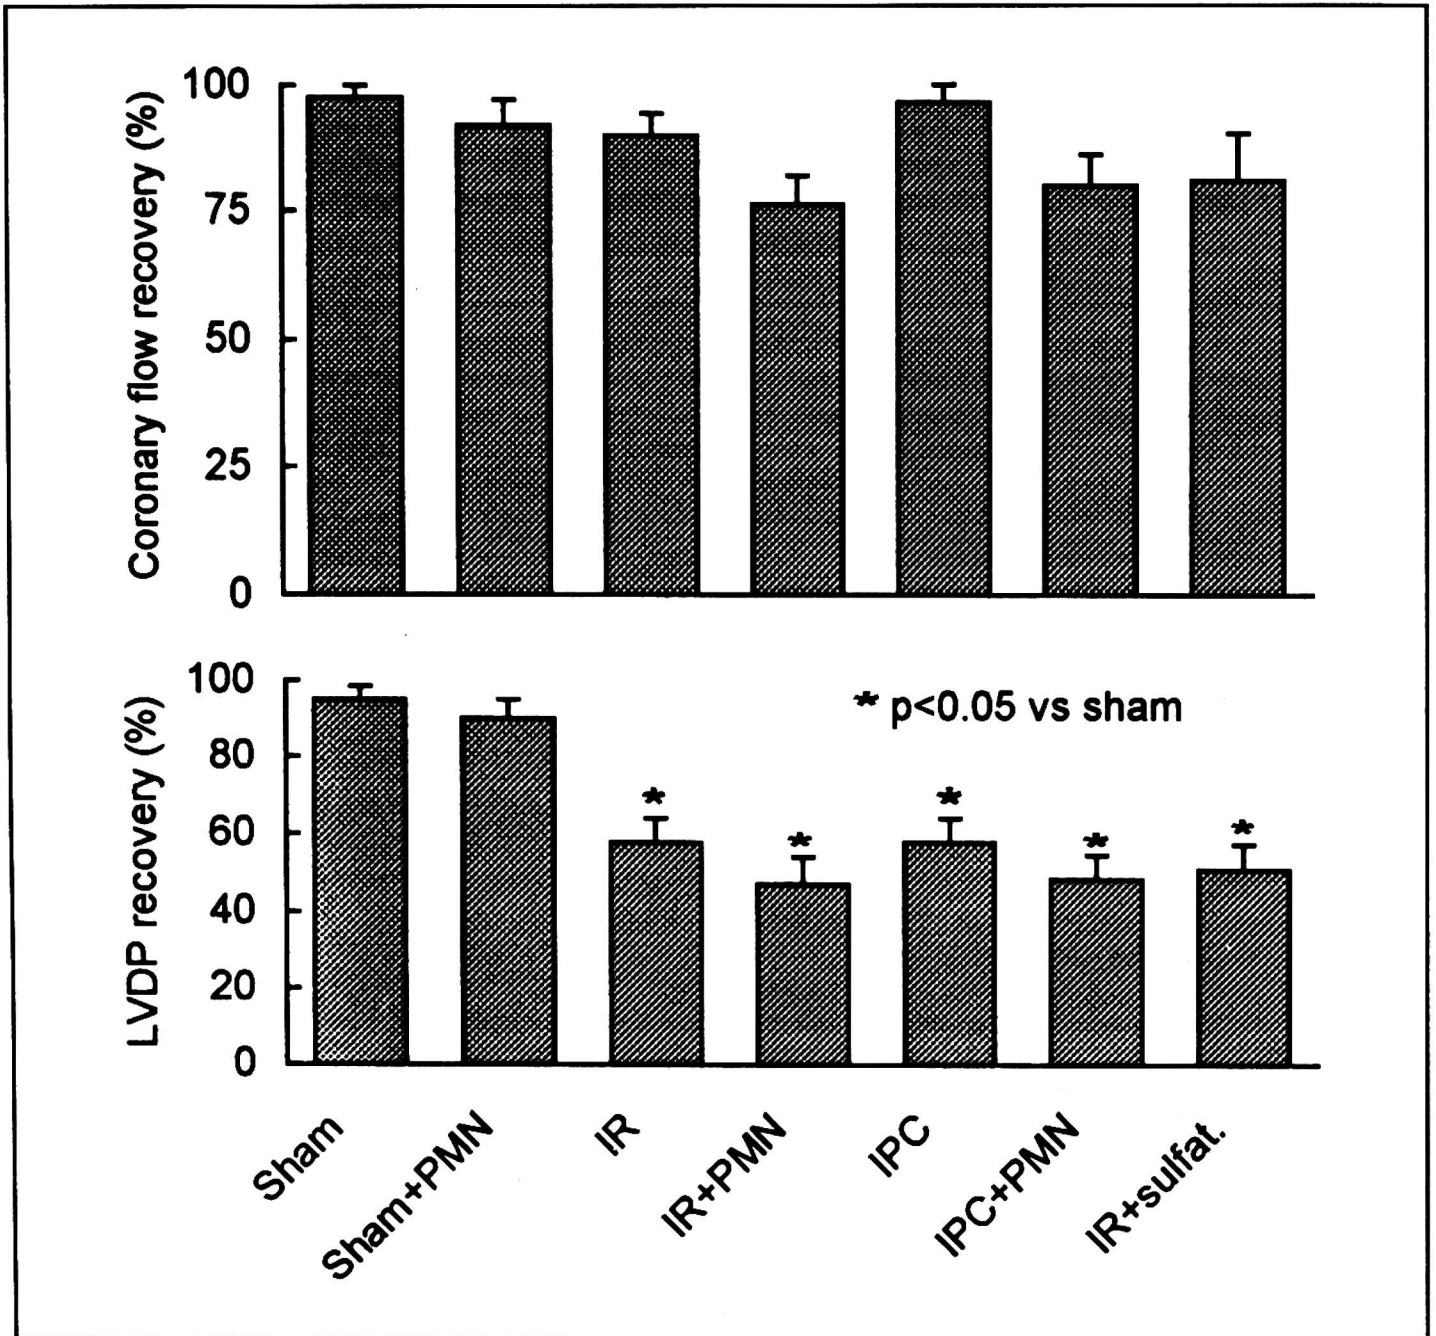 Coronary flow recovery (%)
100
75
50
25
0
LVDP recovery (%)
100
80
60
40
20
0
* p<0.05 vs sham
*
*
*
*
*
Sham
Sham+PMN
IR
IR+PMN
IPC
IPC+PMN
IR+sulfat.